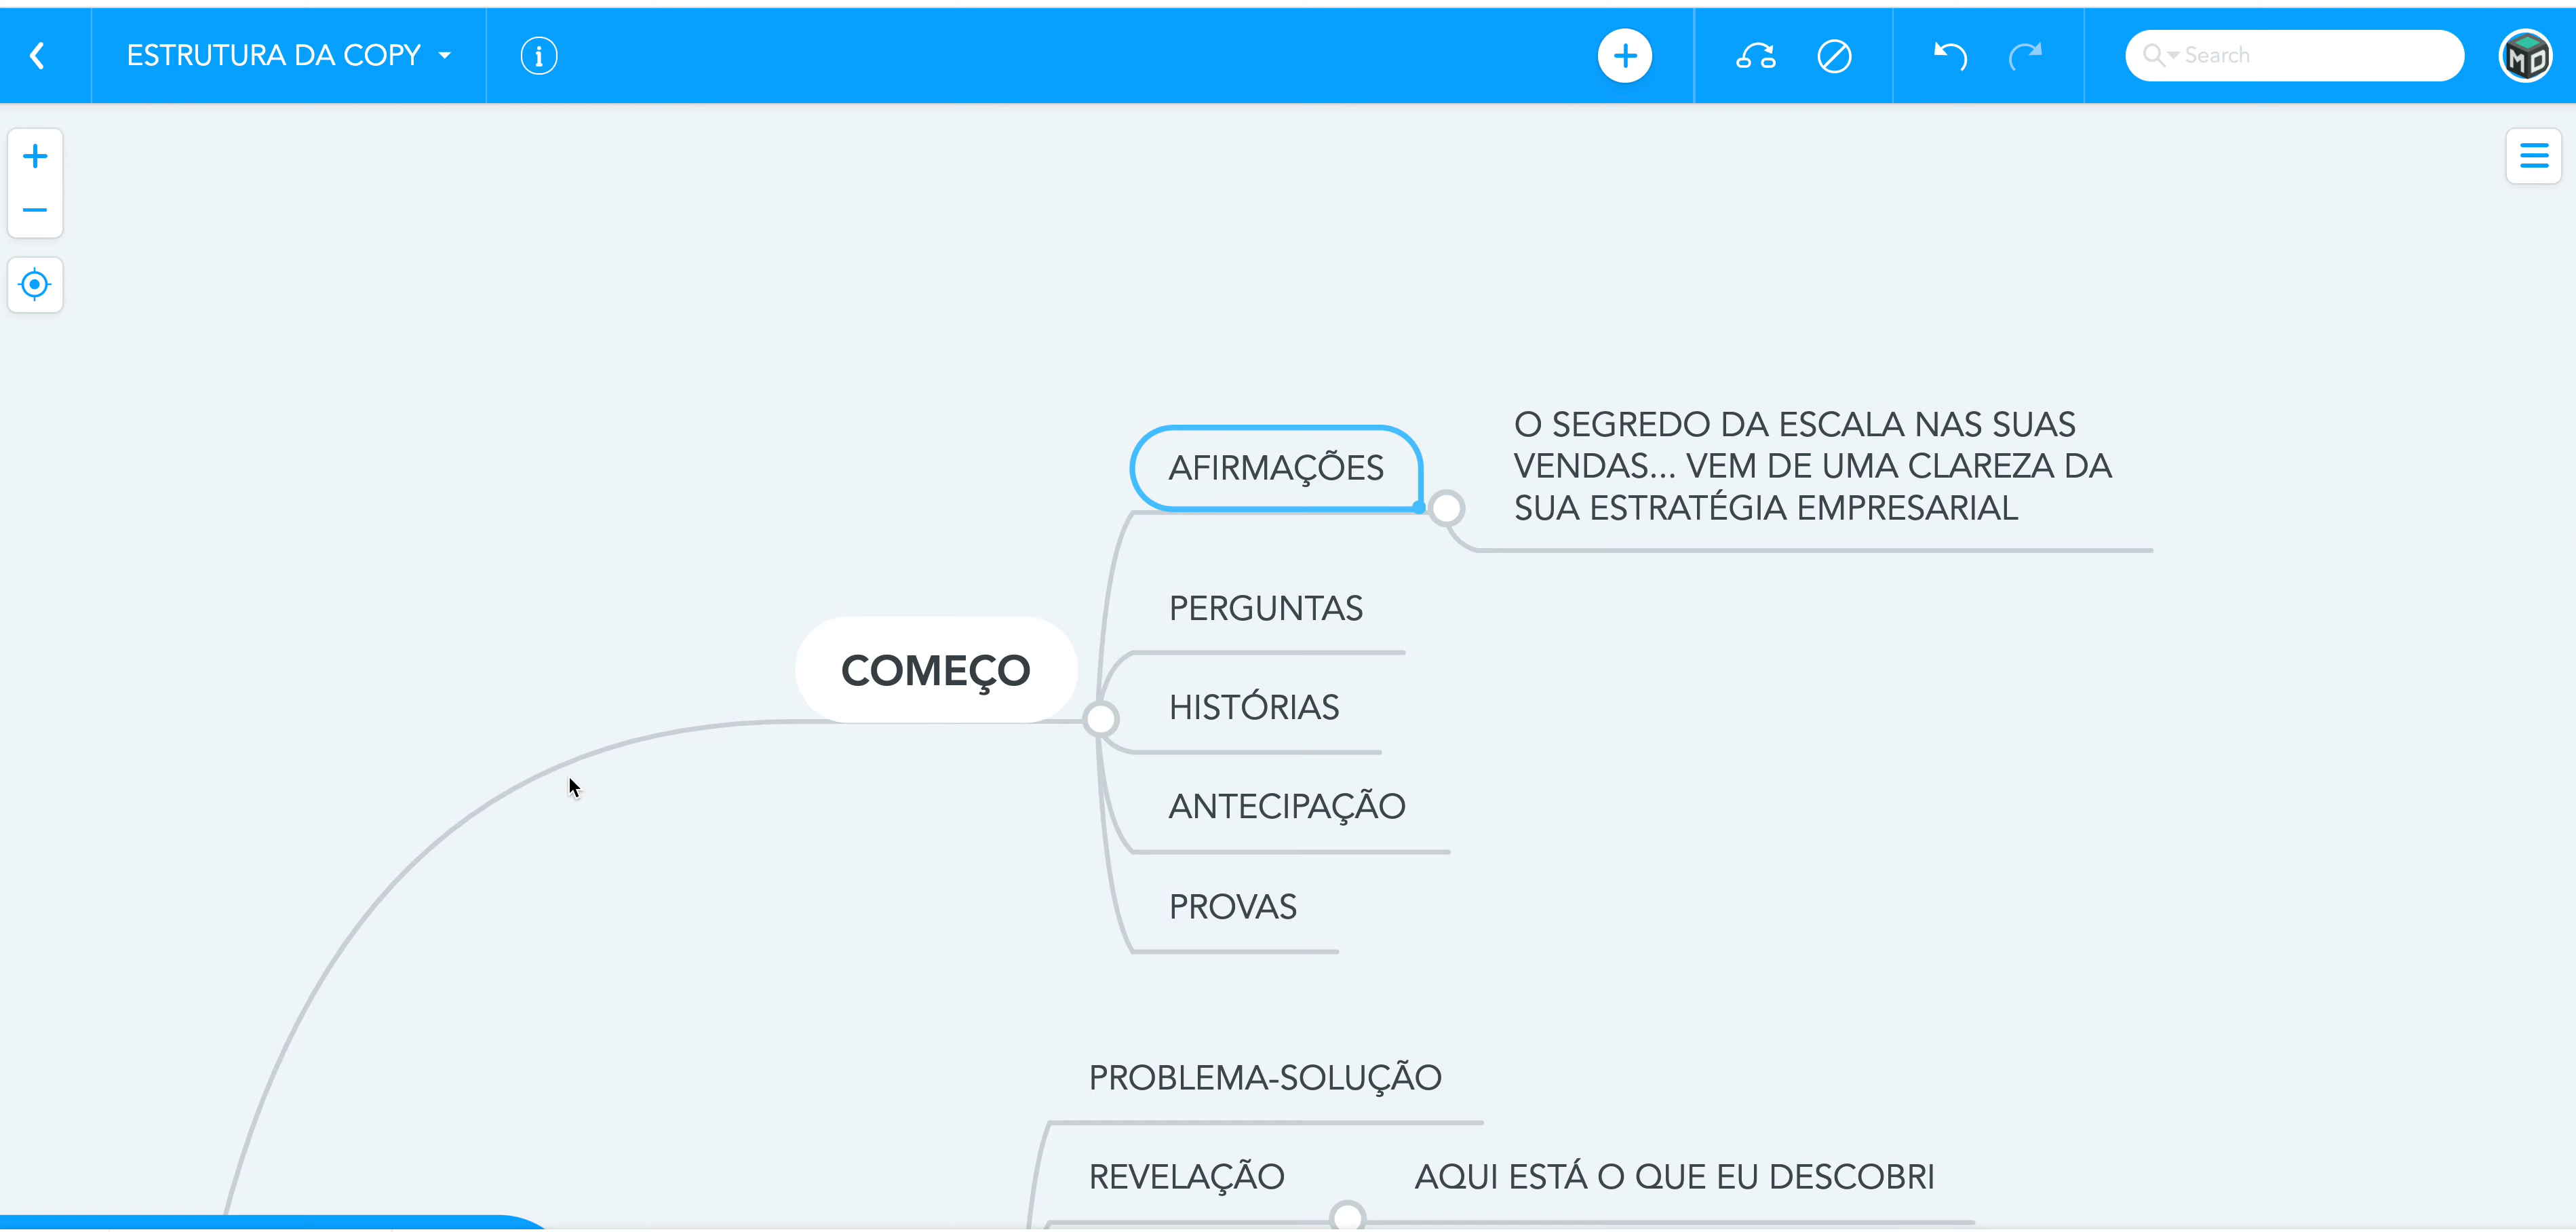 ESTRUTURA DA COPY
Search
MD
AFIRMAÇÕES
O SEGREDO DA ESCALA NAS SUAS
VENDAS... VEM DE UMA CLAREZA DA
SUA ESTRATÉGIA EMPRESARIAL
PERGUNTAS
COMEÇO
HISTÓRIAS
ANTECIPAÇÃO
PROVAS
PROBLEMA-SOLUÇÃO
REVELAÇÃO
AQUI ESTÁ O QUE EU DESCOBRI